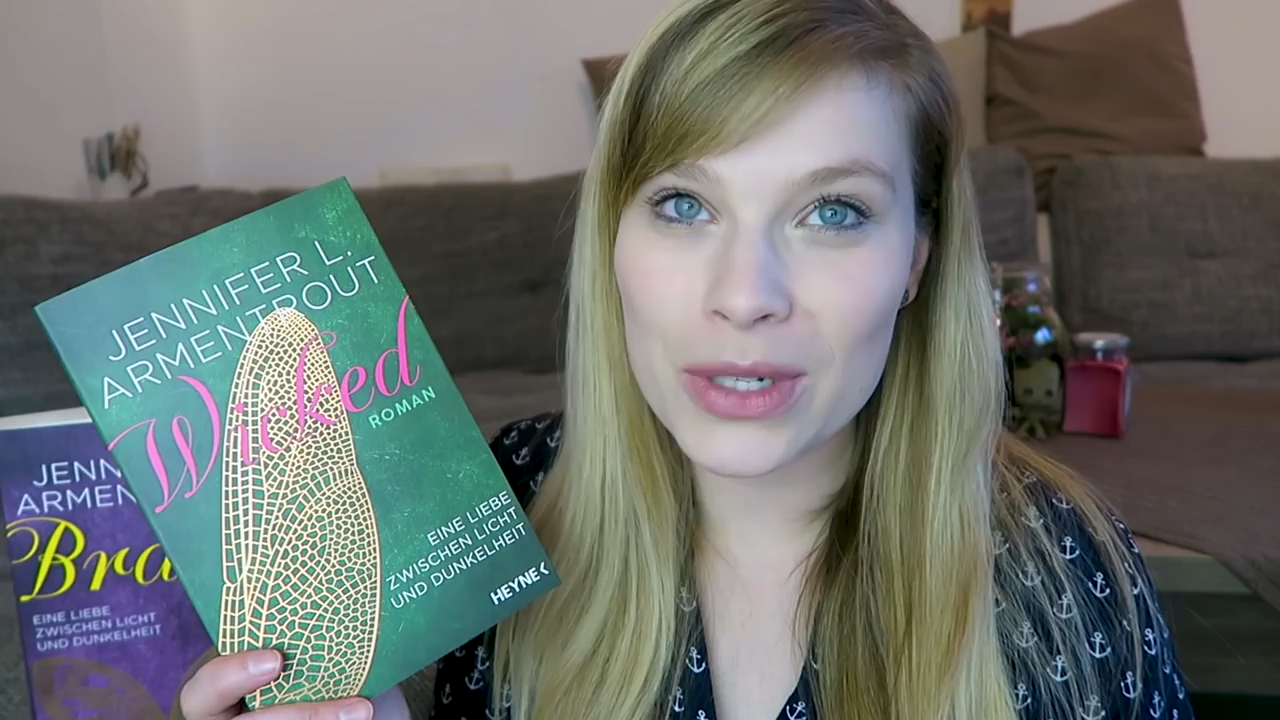 JENNIFER L.
ARMENTROUT
Wicked
ROMAN
EINE LIEBE
ZWISCHEN LICHT
UND DUNKELHEIT
HEYNE
JENN
ARMEN
Bra
EINE LIEBE
ZWISCHEN LICHT
UND DUNKELHEIT